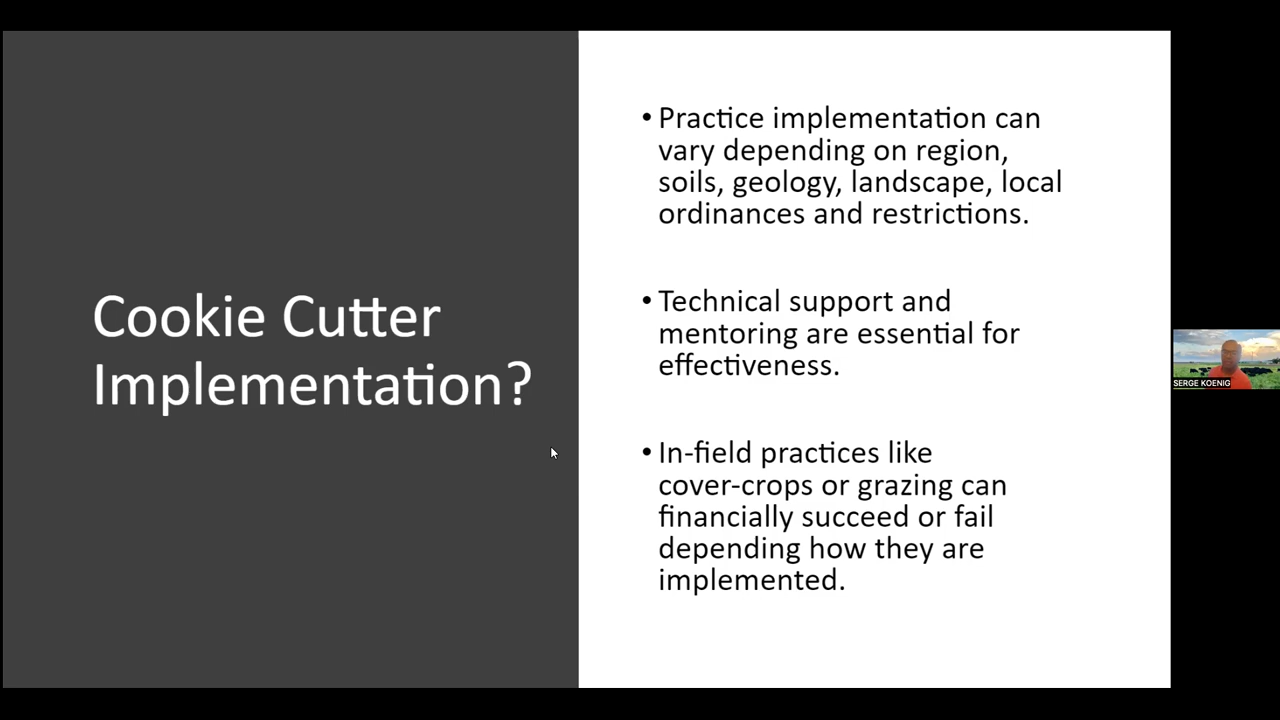 Cookie Cutter
Implementation?
• Practice implementation can
vary depending on region,
soils, geology, landscape, local
ordinances and restrictions.
• Technical support and
mentoring are essential for
effectiveness.
• In-field practices like
cover-crops or grazing can
financially succeed or fail
depending how they are
implemented.
SERGE KOENIG